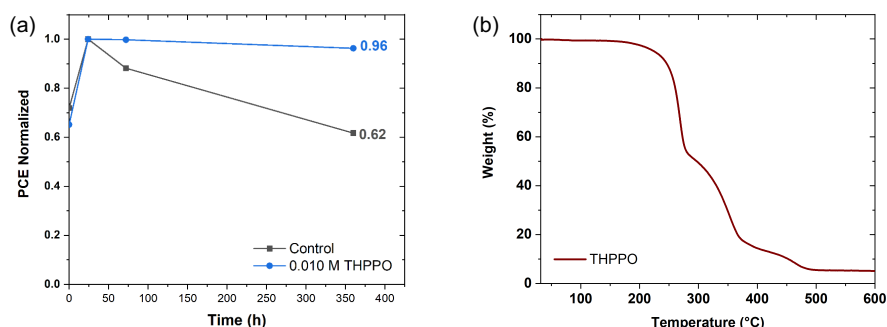 (a)
PCE Normalized
1.0
0.8
0.6
0.4
0.2
0.0
0.96
0.62
Control
0.010 M THPPO
0 50 100 150 200 250 300 350 400
Time (h)
(b)
Weight (%)
100
80
60
40
20
0
THPPO
100 200 300 400 500 600
Temperature (°C)